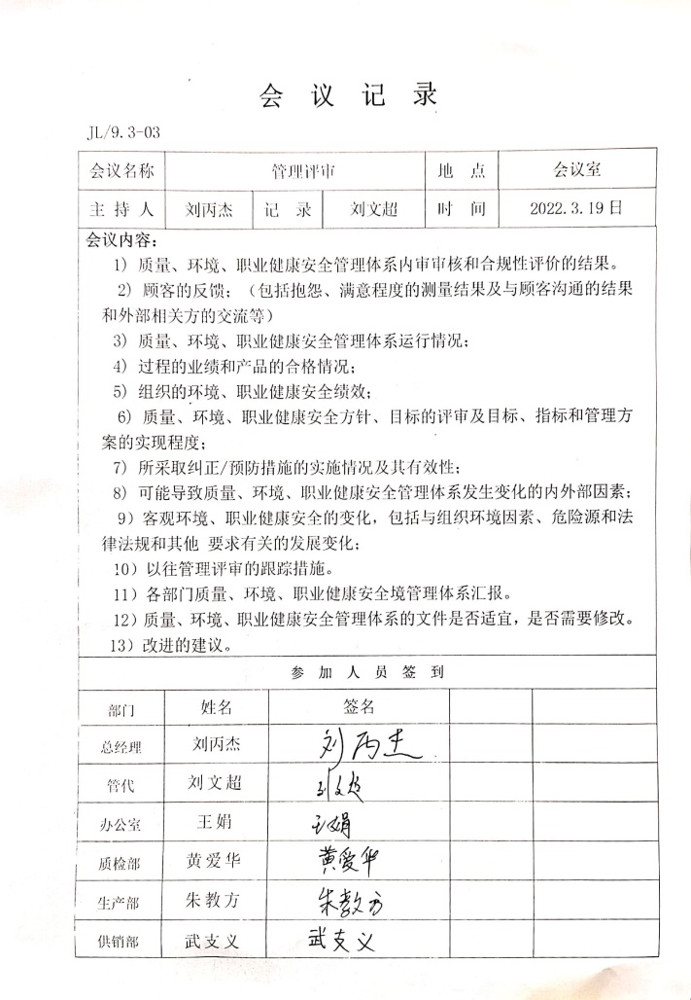 会 议 记 录
JL/9.3-03
会议名称 管理评审 地 点 会议室
主 持 人 刘丙杰 记 录 刘文超 时 间 2022.3.19日
会议内容：
1）质量、环境、职业健康安全管理体系内审审核和合规性评价的结果。
2）顾客的反馈；（包括抱怨、满意程度的测量结果及与顾客沟通的结果
和外部相关方的交流等）
3）质量、环境、职业健康安全管理体系运行情况；
4）过程的业绩和产品的合格情况；
5）组织的环境、职业健康安全绩效；
6）质量、环境、职业健康安全方针、目标的评审及目标、指标和管理方
案的实现程度；
7）所采取纠正/预防措施的实施情况及其有效性；
8）可能导致质量、环境、职业健康安全管理体系发生变化的内外部因素；
9）客观环境、职业健康安全的变化，包括与组织环境因素、危险源和法
律法规和其他 要求有关的发展变化；
10）以往管理评审的跟踪措施。
11）各部门质量、环境、职业健康安全境管理体系汇报。
12）质量、环境、职业健康安全管理体系的文件是否适宜，是否需要修改。
13）改进的建议。
参 加 人 员 签 到
部门 姓名 签名
总经理 刘丙杰 刘丙杰
管代 刘文超 刘文超
办公室 王娟 王娟
质检部 黄爱华 黄爱华
生产部 朱教方 朱教方
供销部 武支义 武支义